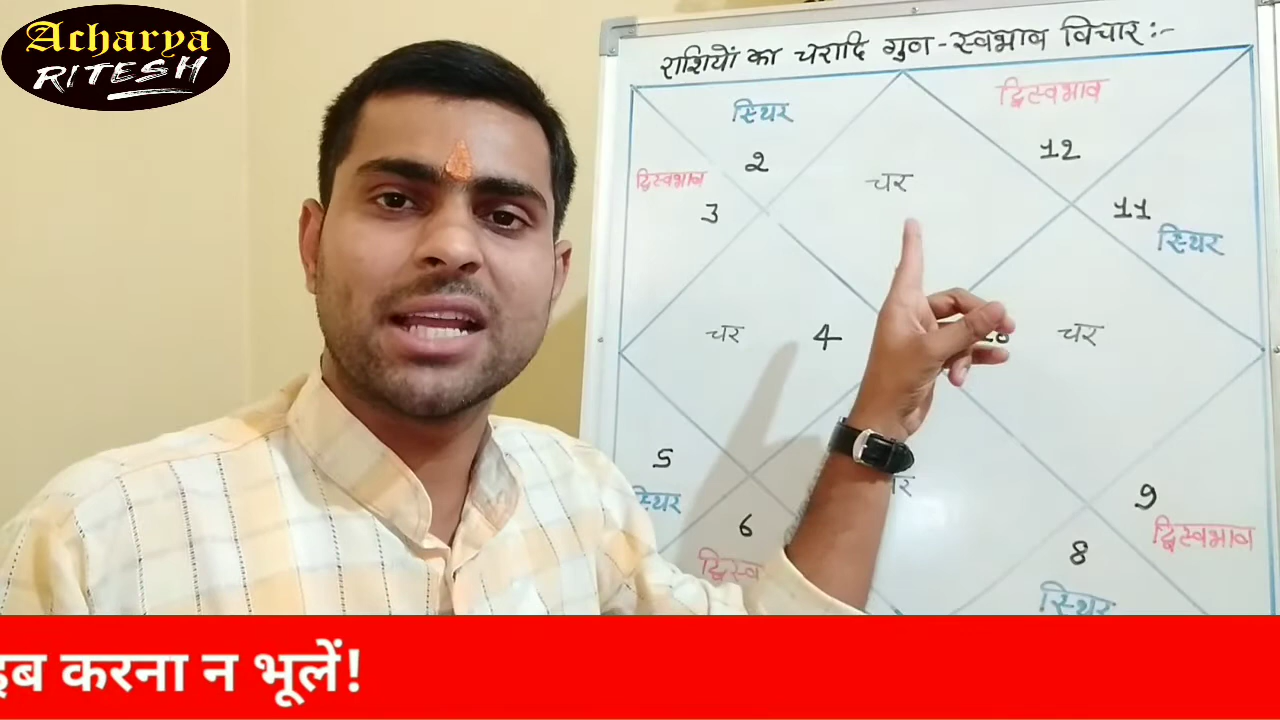 Acharya
RITESH
राशियों का चरादि गुण-स्वभाव विचार:-
स्थिर
द्विस्वभाव
2
12
द्विस्वभाव
चर
3
11
स्थिर
चर 4
चर
5
स्थिर
6
9
द्विस्वभाव
8
स्थिर
करना न भूलें!